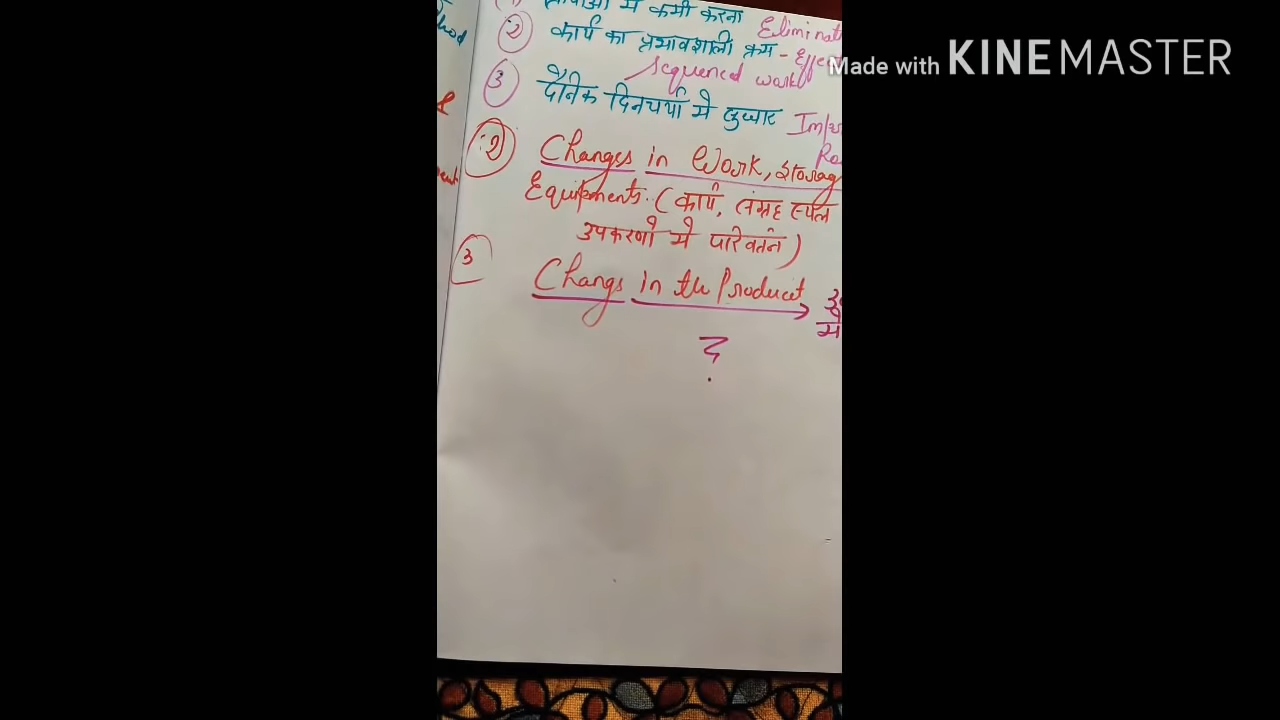 में कमी करना Eliminat
(2) कार्य का प्रभावशाली क्रम - Effe
Sequenced work
(3) दैनिक दिनचर्या में सुधार Impr
(2) Changes in Work, Storag
Equipments. (कार्य, संग्रह स्थल
उपकरणों में परिवर्तन)
(3) Changs in the Product
में
?
Made with KINEMASTER